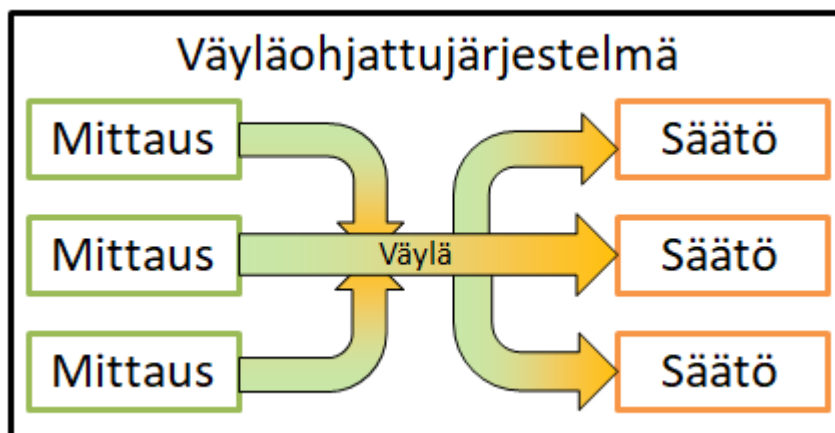 Väyläohjattujärjestelmä
Mittaus
Säätö
Mittaus
Väylä
Säätö
Mittaus
Säätö